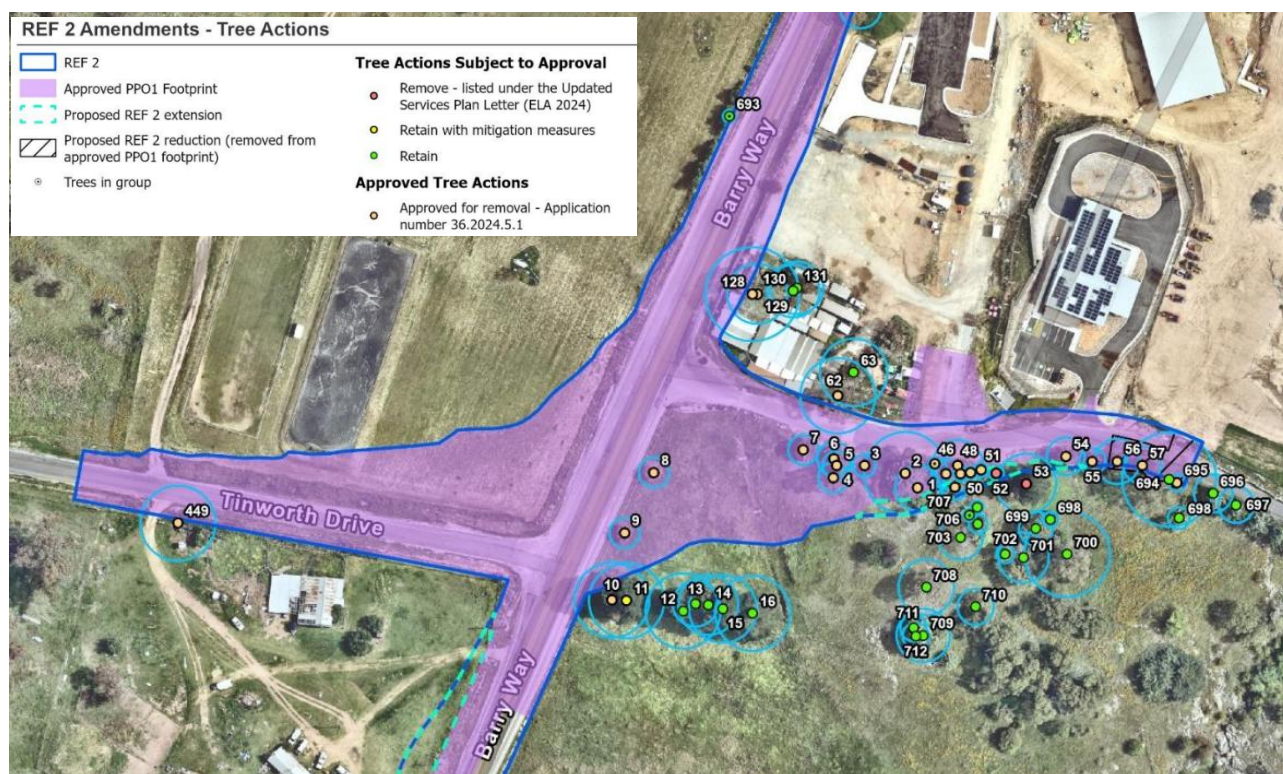 REF 2 Amendments - Tree Actions
REF 2
Approved PPO1 Footprint
Proposed REF 2 extension
Proposed REF 2 reduction (removed from
approved PPO1 footprint)
Trees in group
Tree Actions Subject to Approval
Remove - listed under the Updated
Services Plan Letter (ELA 2024)
Retain with mitigation measures
Retain
Approved Tree Actions
Approved for removal - Application
number 36.2024.5.1
693
Barry Way
128
130
131
129
63
62
7
6
5
3
4
2
46
48
51
1
50
52
53
54
55
56
57
694
695
696
697
698
8
9
449
Tinworth Drive
707
706
703
699
698
702
701
700
708
710
711
709
712
10
11
12
13
14
15
16
Barry Way